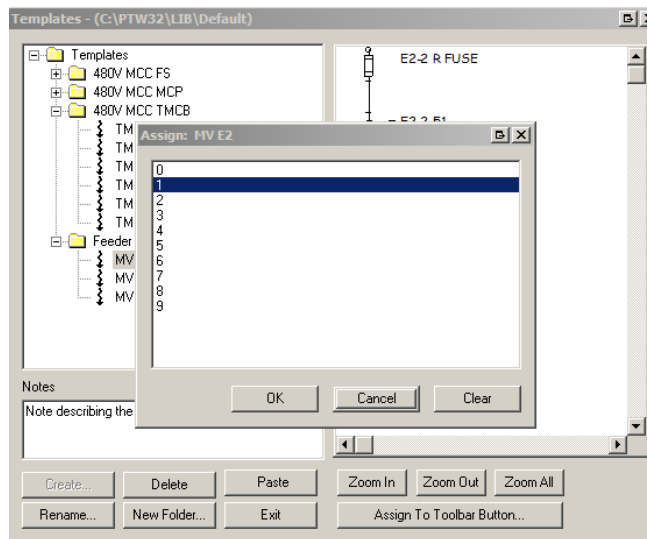 Templates - (C:\PTW32\LIB\Default)
Templates
480V MCC FS
480V MCC MCP
480V MCC TMCB
TM
TM
TM
TM
TM
TM
Feeder
MV
MV
MV
E2-2 R FUSE
Assign: MV E2
0
1
2
3
4
5
6
7
8
9
OK Cancel Clear
Notes
Note describing the
Create... Delete Paste Zoom In Zoom Out Zoom All
Rename... New Folder... Exit Assign To Toolbar Button...